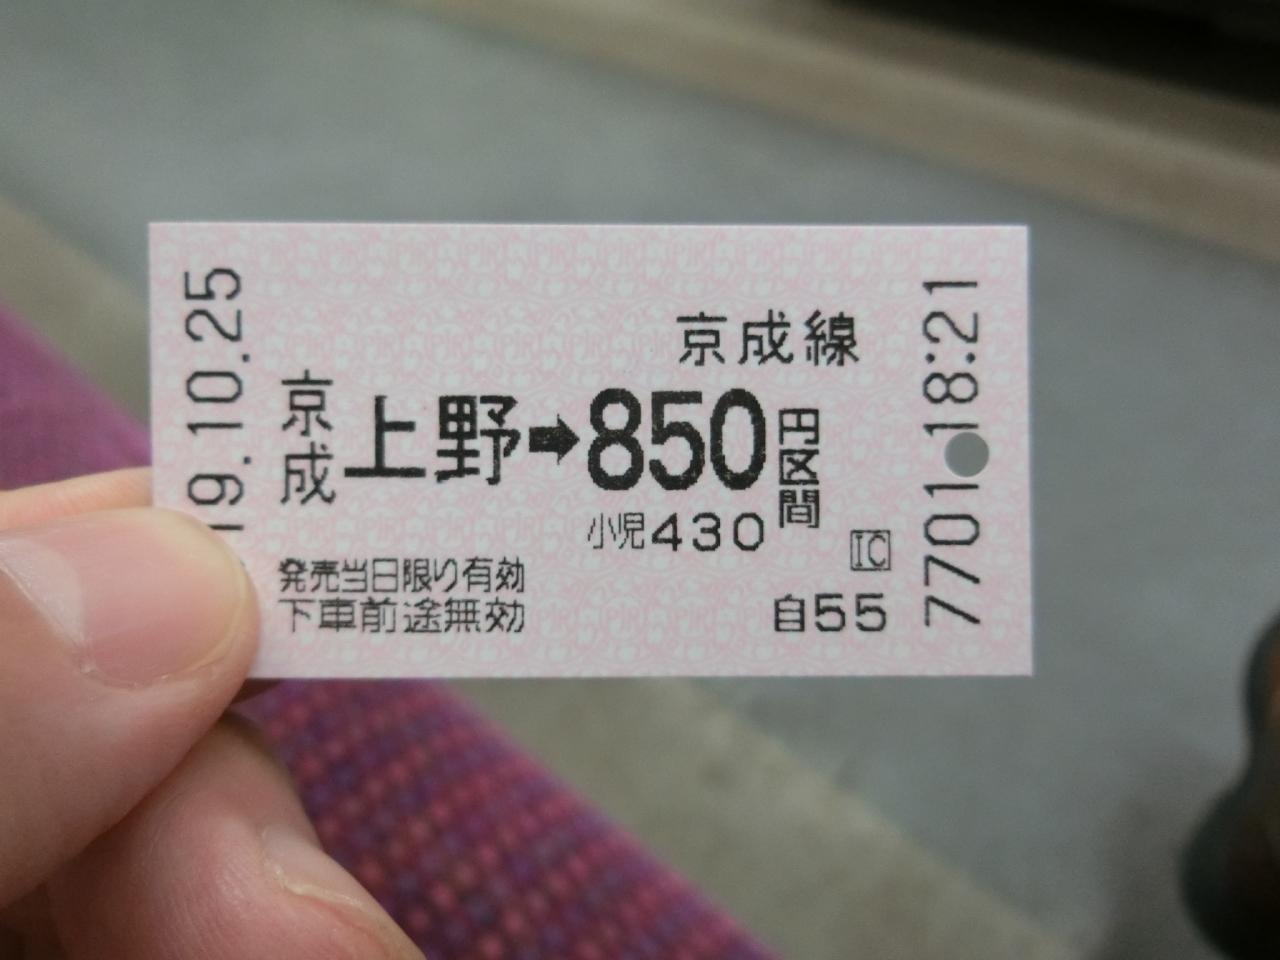 19.10.25
京成線
京成上野➡850円区間
小児430
IC
発売当日限り有効
下車前途無効
自55
7701 18:21